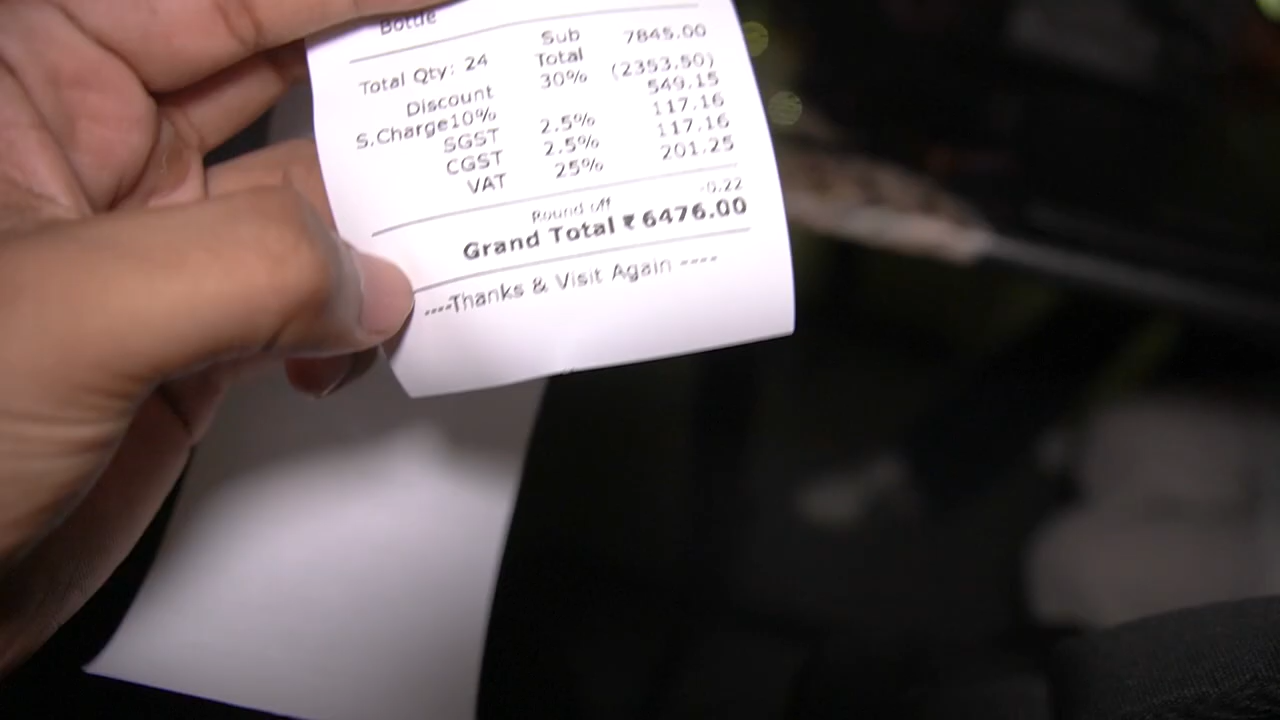 Bottle
Total Qty: 24 Sub Total 7845.00
Discount 30% (2353.50)
S.Charge10% 549.15
SGST 2.5% 117.16
CGST 2.5% 117.16
VAT 25% 201.25
Round off -0.22
Grand Total ₹ 6476.00
----Thanks & Visit Again ----